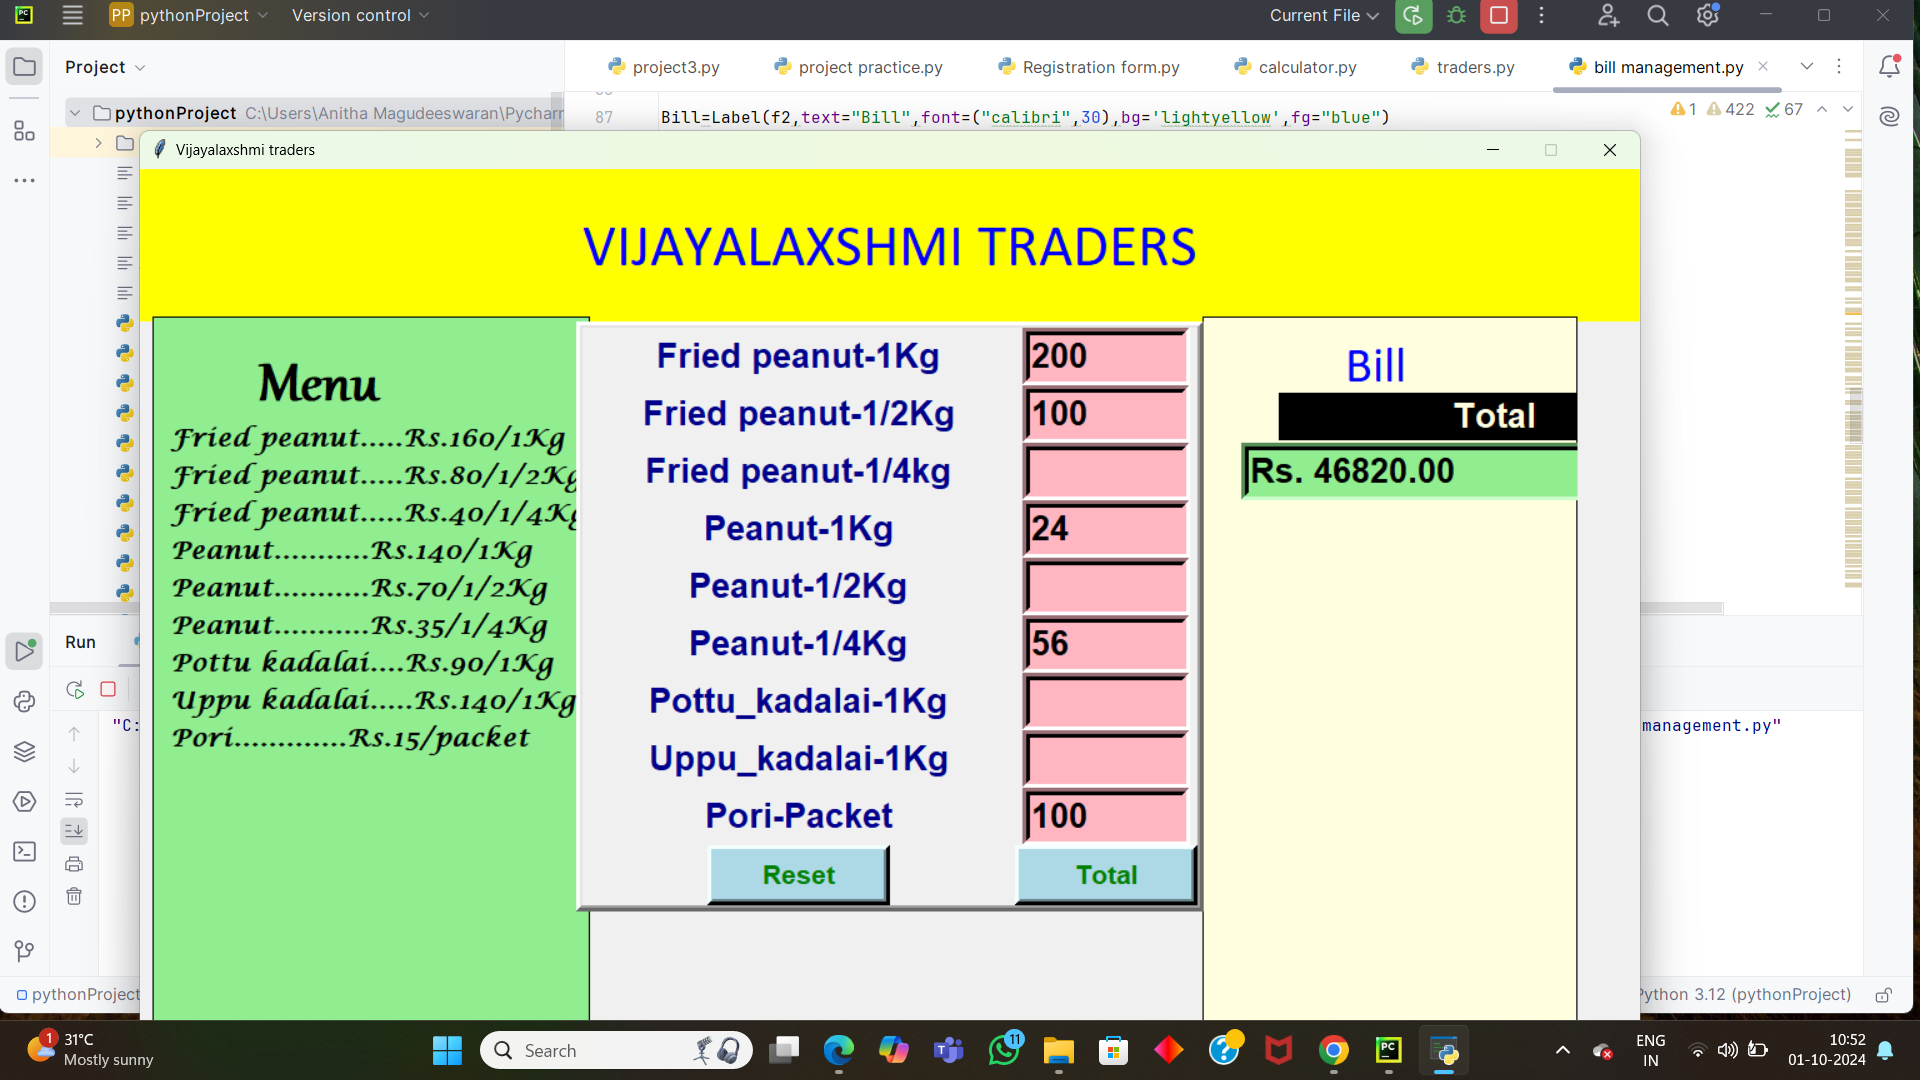 PC
PP pythonProject
Version control
Current File
Project
project3.py
project practice.py
Registration form.py
calculator.py
traders.py
bill management.py
pythonProject C:\Users\Anitha Magudeeswaran\Pycharm
87 Bill=Label(f2,text="Bill",font=("calibri",30),bg='lightyellow',fg="blue")
1 422 67
Vijayalaxshmi traders
VIJAYALAXSHMI TRADERS
Menu
Fried peanut.....Rs.160/1Kg
Fried peanut.....Rs.80/1/2Kg
Fried peanut.....Rs.40/1/4Kg
Peanut...........Rs.140/1Kg
Peanut...........Rs.70/1/2Kg
Peanut...........Rs.35/1/4Kg
Pottu kadalai....Rs.90/1Kg
Uppu kadalai.....Rs.140/1Kg
Pori.............Rs.15/packet
Fried peanut-1Kg 200
Fried peanut-1/2Kg 100
Fried peanut-1/4kg
Peanut-1Kg 24
Peanut-1/2Kg
Peanut-1/4Kg 56
Pottu_kadalai-1Kg
Uppu_kadalai-1Kg
Pori-Packet 100
Reset Total
Bill
Total
Rs. 46820.00
Run
"C:
management.py"
pythonProject
Python 3.12 (pythonProject)
1
31°C
Mostly sunny
Search
11
PC
ENG
IN
10:52
01-10-2024